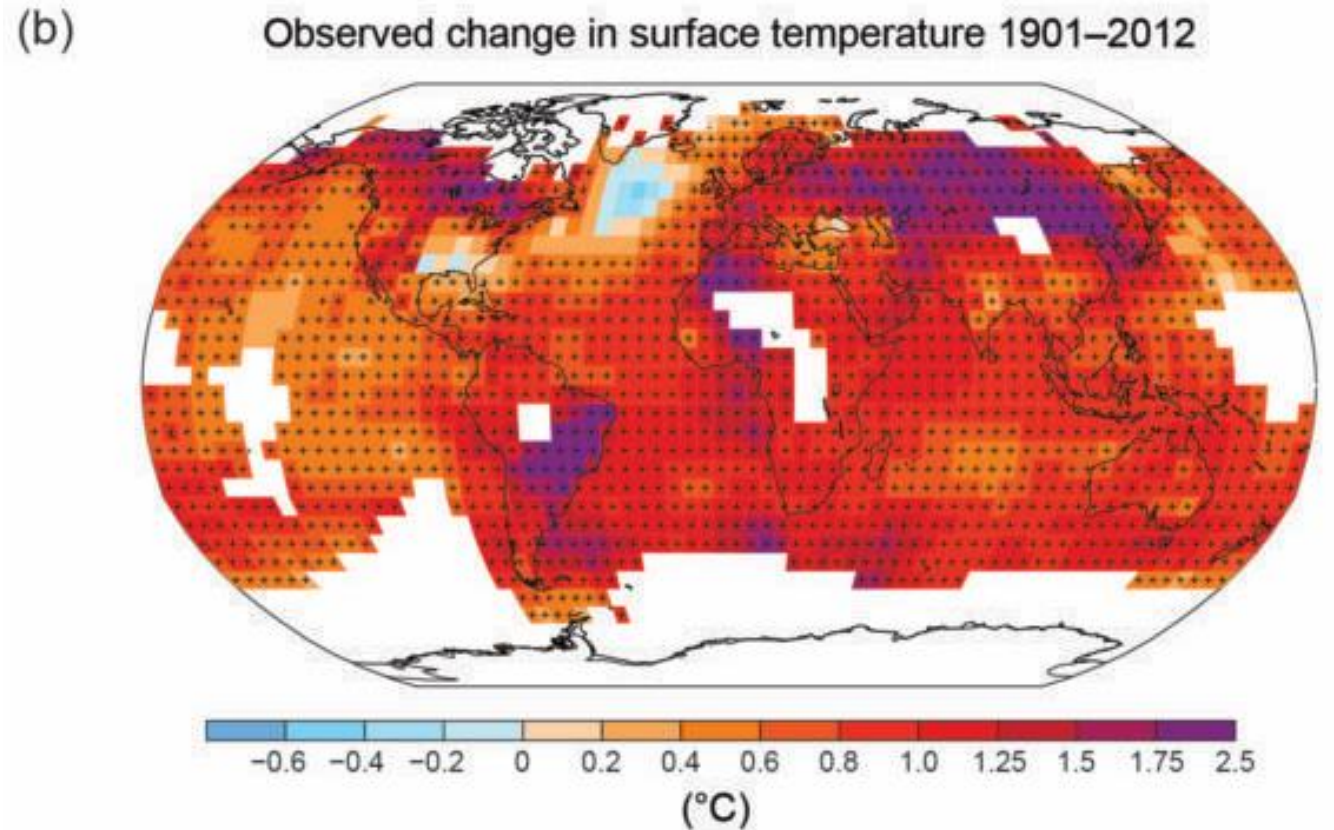 (b) Observed change in surface temperature 1901–2012
−0.6 −0.4 −0.2 0 0.2 0.4 0.6 0.8 1.0 1.25 1.5 1.75 2.5
(°C)